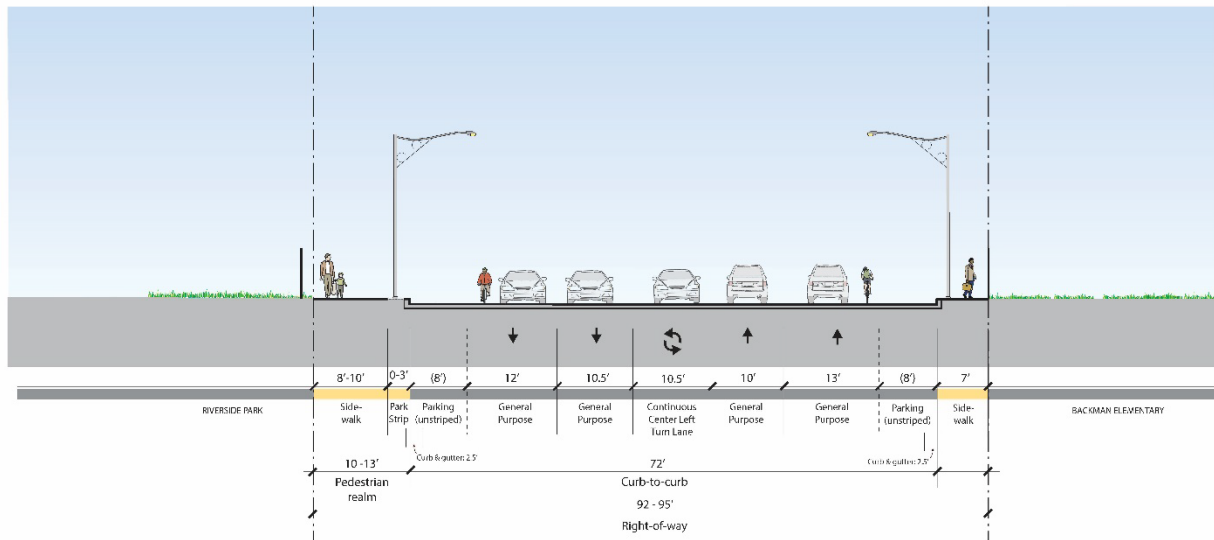 8'-10'
0-3'
(8')
12'
10.5'
10.5'
10'
13'
(8')
7'
RIVERSIDE PARK
Side-
walk
Park
Strip
Parking
(unstriped)
General
Purpose
General
Purpose
Continuous
Center Left
Turn Lane
General
Purpose
General
Purpose
Parking
(unstriped)
Side-
walk
BACKMAN ELEMENTARY
Curb & gutter: 2.5'
Curb & gutter: 2.5'
10 -13'
Pedestrian
realm
72'
Curb-to-curb
92 - 95'
Right-of-way